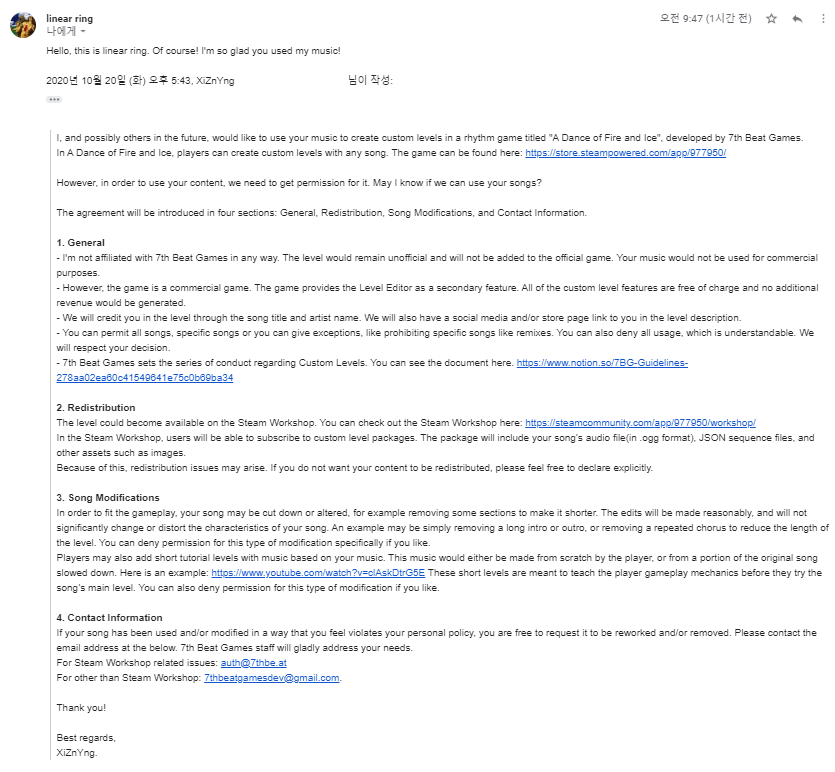 linear ring
오전 9:47 (1시간 전)
나에게
Hello, this is linear ring. Of course! I'm so glad you used my music!
2020년 10월 20일 (화) 오후 5:43, XiZnYng 님이 작성:
I, and possibly others in the future, would like to use your music to create custom levels in a rhythm game titled "A Dance of Fire and Ice", developed by 7th Beat Games.
In A Dance of Fire and Ice, players can create custom levels with any song. The game can be found here: https://store.steampowered.com/app/977950/
However, in order to use your content, we need to get permission for it. May I know if we can use your songs?
The agreement will be introduced in four sections: General, Redistribution, Song Modifications, and Contact Information.
1. General
- I'm not affiliated with 7th Beat Games in any way. The level would remain unofficial and will not be added to the official game. Your music would not be used for commercial
purposes.
- However, the game is a commercial game. The game provides the Level Editor as a secondary feature. All of the custom level features are free of charge and no additional
revenue would be generated.
- We will credit you in the level through the song title and artist name. We will also have a social media and/or store page link to you in the level description.
- You can permit all songs, specific songs or you can give exceptions, like prohibiting specific songs like remixes. You can also deny all usage, which is understandable. We
will respect your decision.
- 7th Beat Games sets the series of conduct regarding Custom Levels. You can see the document here. https://www.notion.so/7BG-Guidelines-
278aa02ea60c41549641e75c0b69ba34
2. Redistribution
The level could become available on the Steam Workshop. You can check out the Steam Workshop here: https://steamcommunity.com/app/977950/workshop/
In the Steam Workshop, users will be able to subscribe to custom level packages. The package will include your song's audio file(in .ogg format), JSON sequence files, and
other assets such as images.
Because of this, redistribution issues may arise. If you do not want your content to be redistributed, please feel free to declare explicitly.
3. Song Modifications
In order to fit the gameplay, your song may be cut down or altered, for example removing some sections to make it shorter. The edits will be made reasonably, and will not
significantly change or distort the characteristics of your song. An example may be simply removing a long intro or outro, or removing a repeated chorus to reduce the length of
the level. You can deny permission for this type of modification specifically if you like.
Players may also add short tutorial levels with music based on your music. This music would either be made from scratch by the player, or from a portion of the original song
slowed down. Here is an example: https://www.youtube.com/watch?v=clAskDtrG5E These short levels are meant to teach the player gameplay mechanics before they try the
song's main level. You can also deny permission for this type of modification if you like.
4. Contact Information
If your song has been used and/or modified in a way that you feel violates your personal policy, you are free to request it to be reworked and/or removed. Please contact the
email address at the below. 7th Beat Games staff will gladly address your needs.
For Steam Workshop related issues: auth@7thbe.at
For other than Steam Workshop: 7thbeatgamesdev@gmail.com.
Thank you!
Best regards,
XiZnYng.